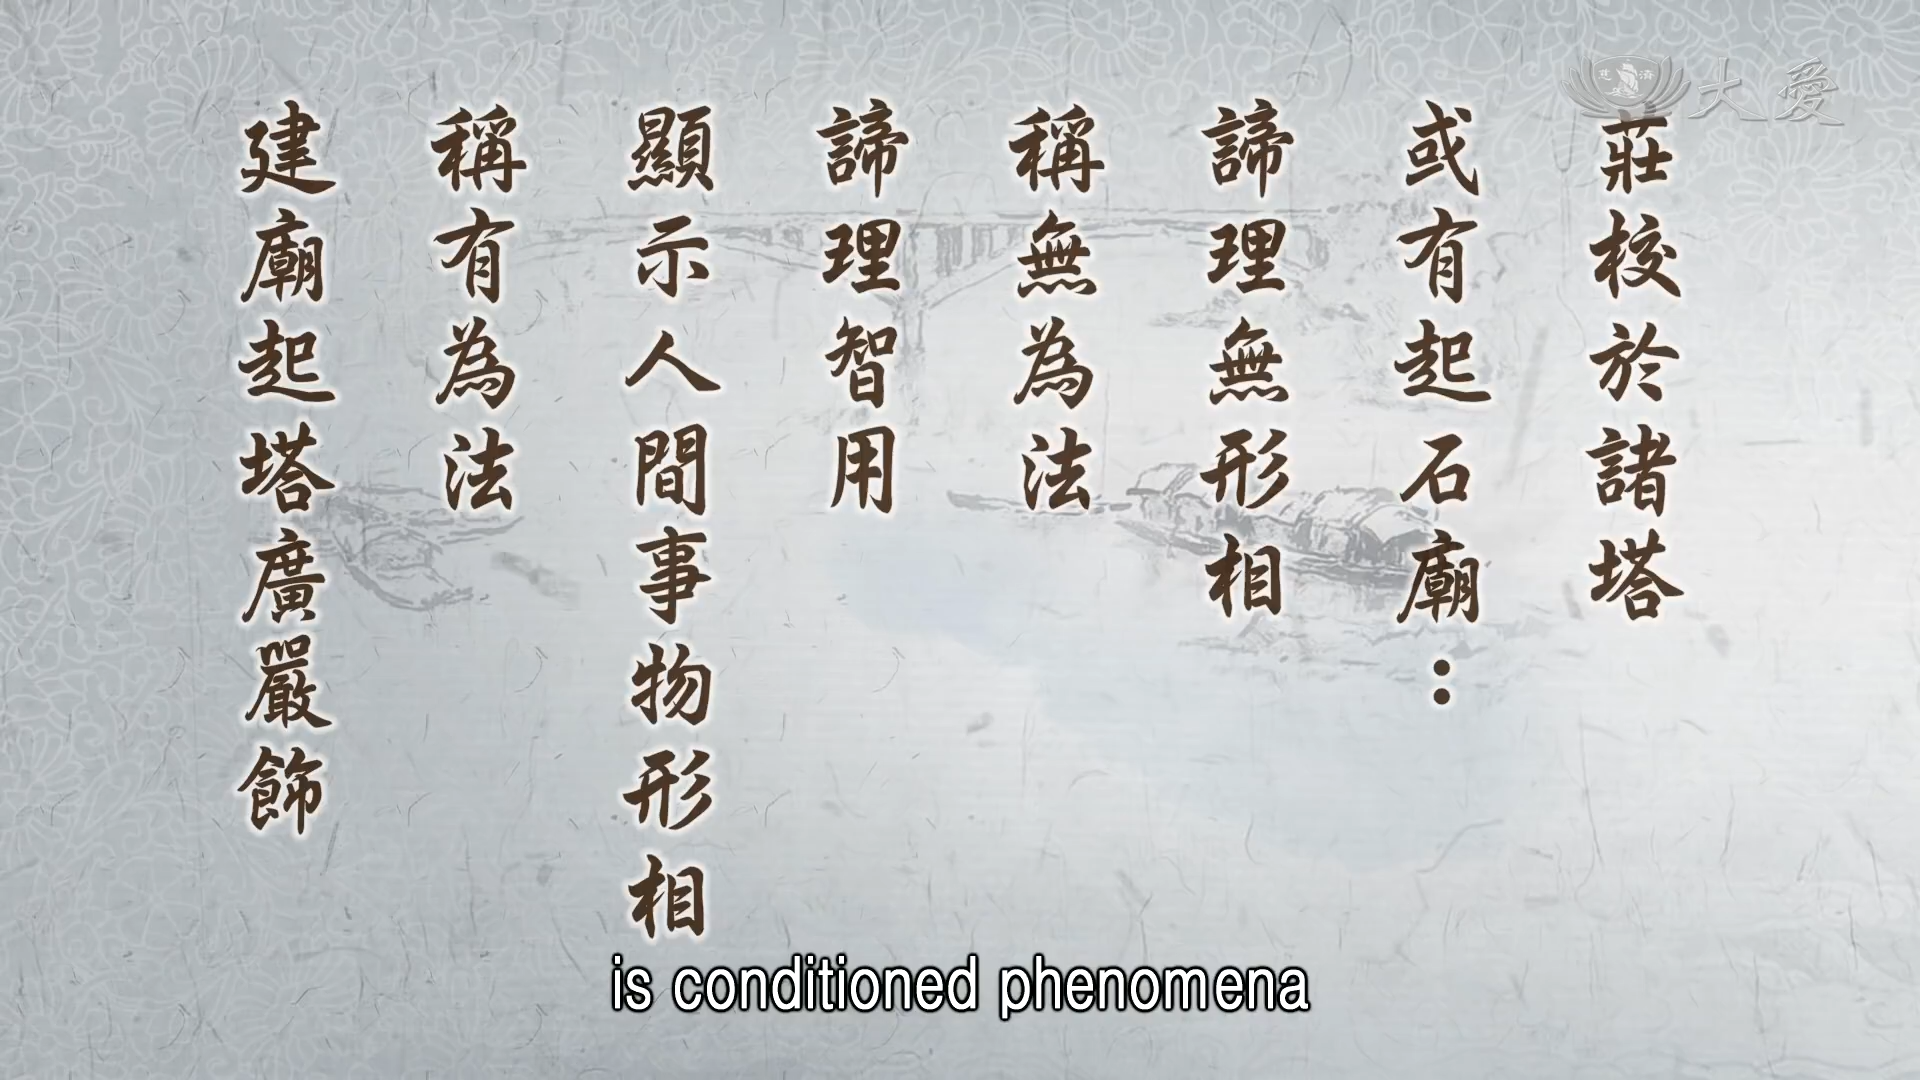 莊校於諸塔
或有起石廟：
諦理無形相
稱無為法
諦理智用
顯示人間事物形相
稱有為法
建廟起塔廣嚴飾
慈濟
大愛
is conditioned phenomena